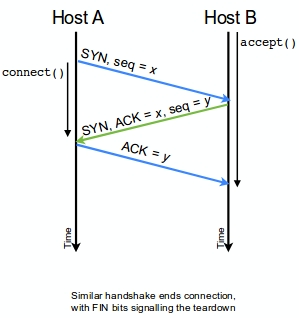 Host A
Host B
accept()
SYN, seq = x
connect()
SYN, ACK = x, seq = y
ACK = y
Time
Time
Similar handshake ends connection,
with FIN bits signalling the teardown